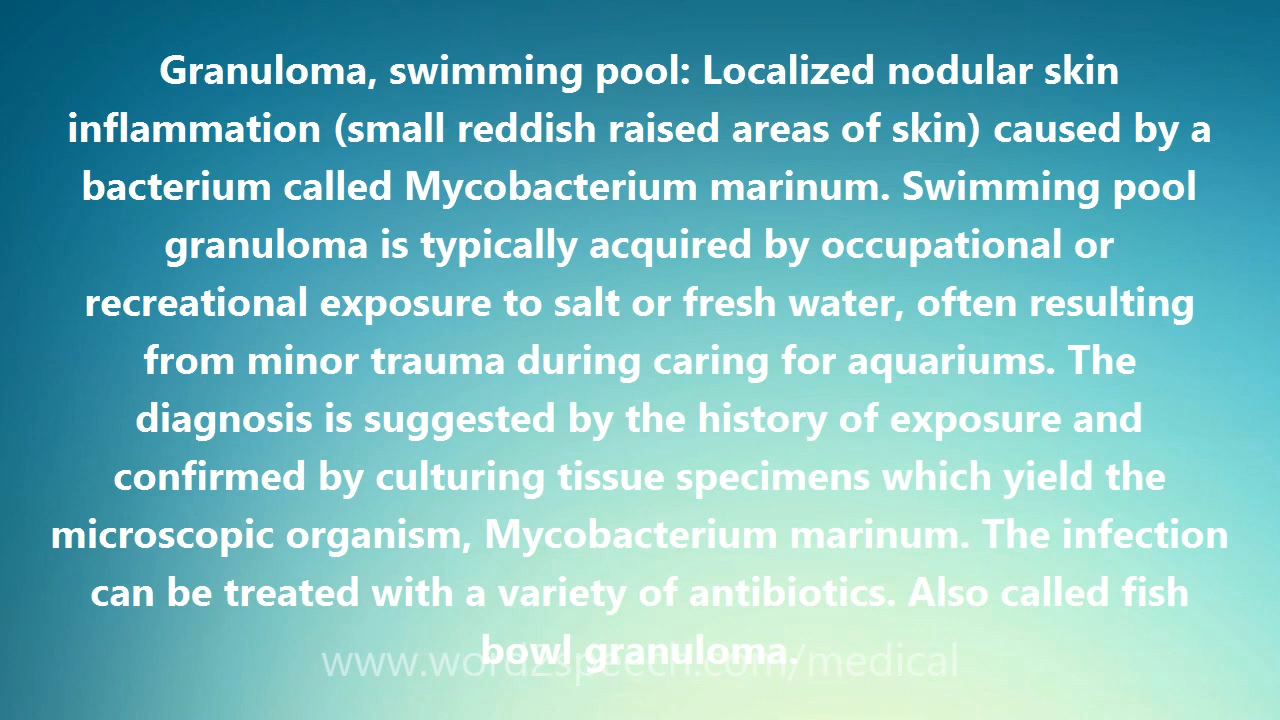 Granuloma, swimming pool: Localized nodular skin
inflammation (small reddish raised areas of skin) caused by a
bacterium called Mycobacterium marinum. Swimming pool
granuloma is typically acquired by occupational or
recreational exposure to salt or fresh water, often resulting
from minor trauma during caring for aquariums. The
diagnosis is suggested by the history of exposure and
confirmed by culturing tissue specimens which yield the
microscopic organism, Mycobacterium marinum. The infection
can be treated with a variety of antibiotics. Also called fish
bowl granuloma.
www.word2speech.com/medical